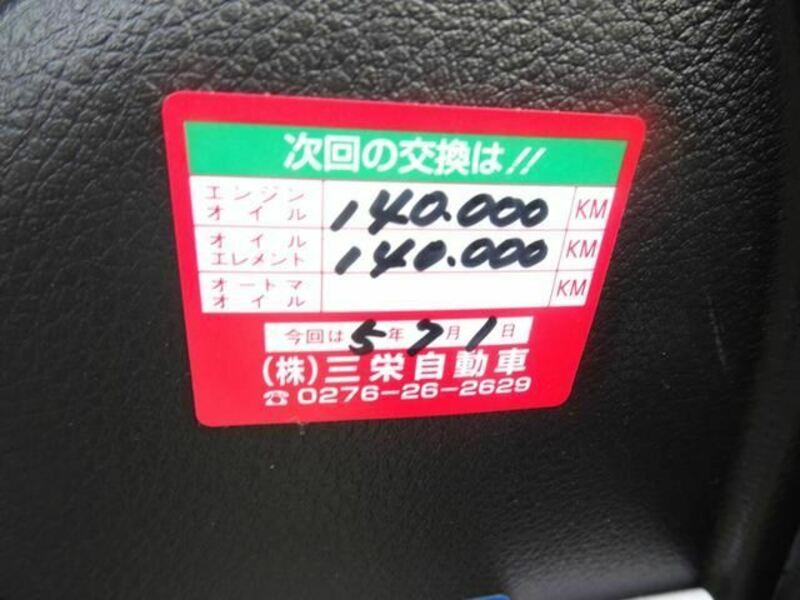 次回の交換は!!
エンジン
オイル 140.000 KM
オイル
エレメント 140.000 KM
オートマ
オイル KM
今回は 5年 7月 1日
(株)三栄自動車
☎0276-26-2629